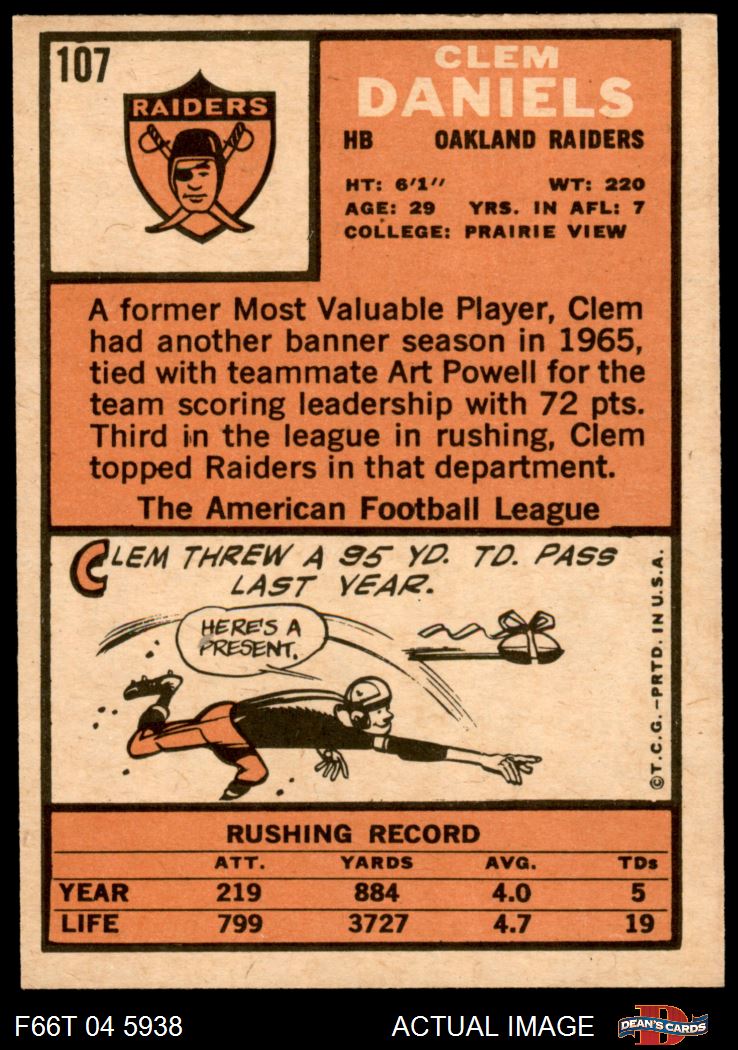 107
RAIDERS
CLEM
DANIELS
HB OAKLAND RAIDERS
HT: 6'1" WT: 220
AGE: 29 YRS. IN AFL: 7
COLLEGE: PRAIRIE VIEW
A former Most Valuable Player, Clem
had another banner season in 1965,
tied with teammate Art Powell for the
team scoring leadership with 72 pts.
Third in the league in rushing, Clem
topped Raiders in that department.
The American Football League
CLEM THREW A 95 YD. TD. PASS
LAST YEAR.
HERE'S A
PRESENT.
©T.C.G.–PRTD. IN U.S.A.
RUSHING RECORD
ATT. YARDS AVG. TDs
YEAR 219 884 4.0 5
LIFE 799 3727 4.7 19
F66T 04 5938 ACTUAL IMAGE
D
DEAN'S CARDS